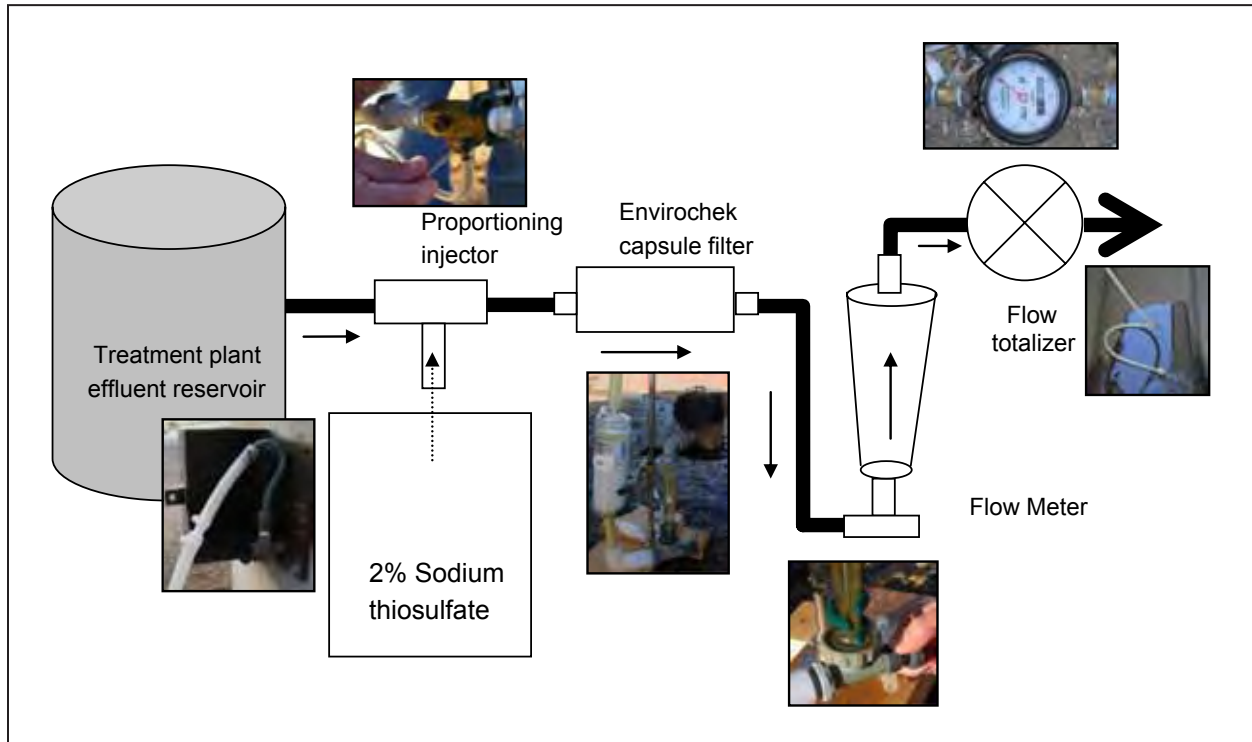 Proportioning
injector
Envirochek
capsule filter
Treatment plant
effluent reservoir
Flow
totalizer
Flow Meter
2% Sodium
thiosulfate